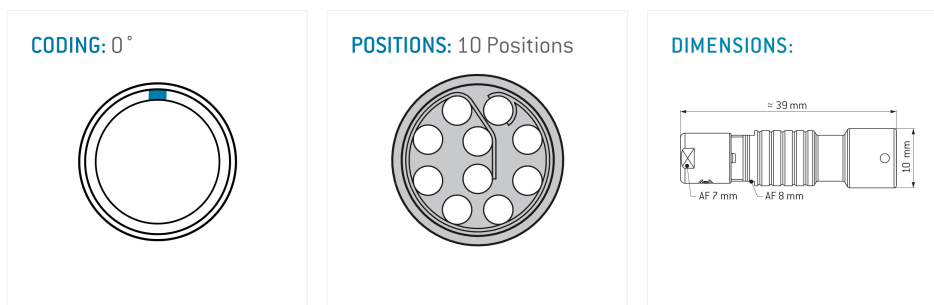 CODING: 0°
POSITIONS: 10 Positions
DIMENSIONS:
≈ 39 mm
10 mm
AF 7 mm
AF 8 mm